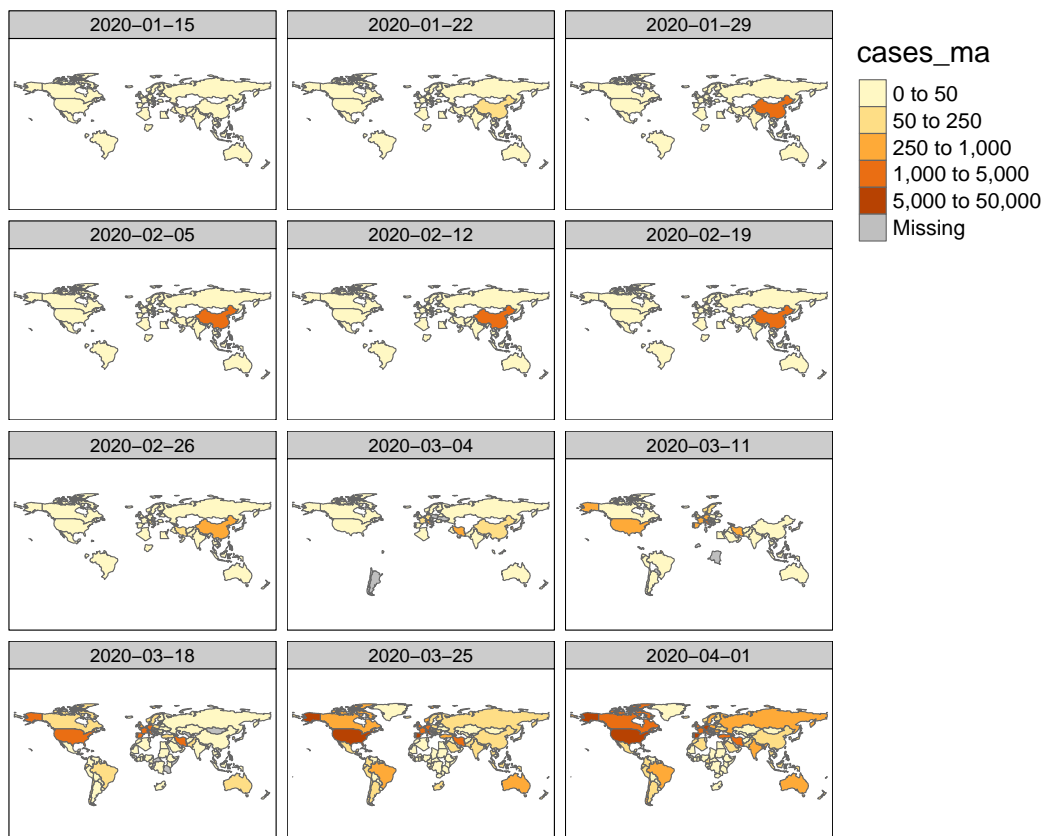 2020−01−15
2020−01−22
2020−01−29
cases_ma
0 to 50
50 to 250
250 to 1,000
1,000 to 5,000
5,000 to 50,000
Missing
2020−02−05
2020−02−12
2020−02−19
2020−02−26
2020−03−04
2020−03−11
2020−03−18
2020−03−25
2020−04−01